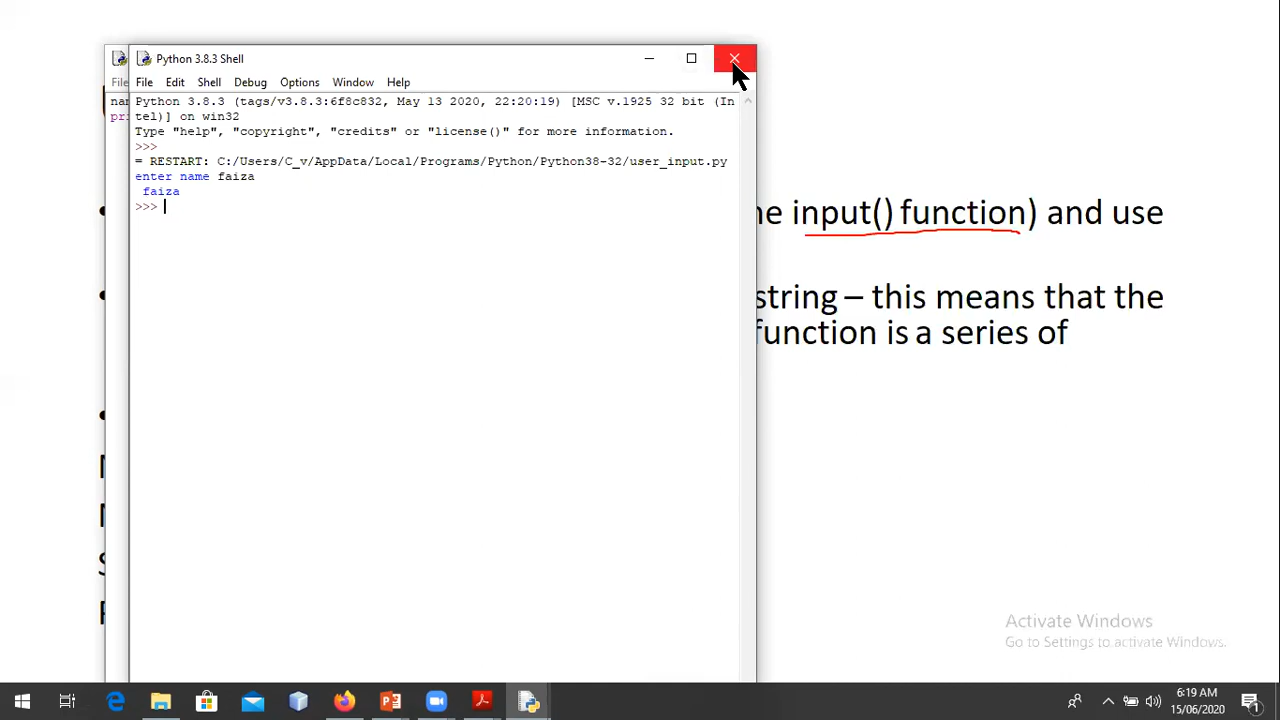 Python 3.8.3 Shell
File
File Edit Shell Debug Options Window Help
nam
Python 3.8.3 (tags/v3.8.3:6f8c832, May 13 2020, 22:20:19) [MSC v.1925 32 bit (In
pri
tel)] on win32
Type "help", "copyright", "credits" or "license()" for more information.
>>>
= RESTART: C:/Users/C_v/AppData/Local/Programs/Python/Python38-32/user_input.py
enter name faiza
faiza
>>>
input() function) and use
string – this means that the
function is a series of
Activate Windows
Go to Settings to activate Windows.
6:19 AM
15/06/2020
1